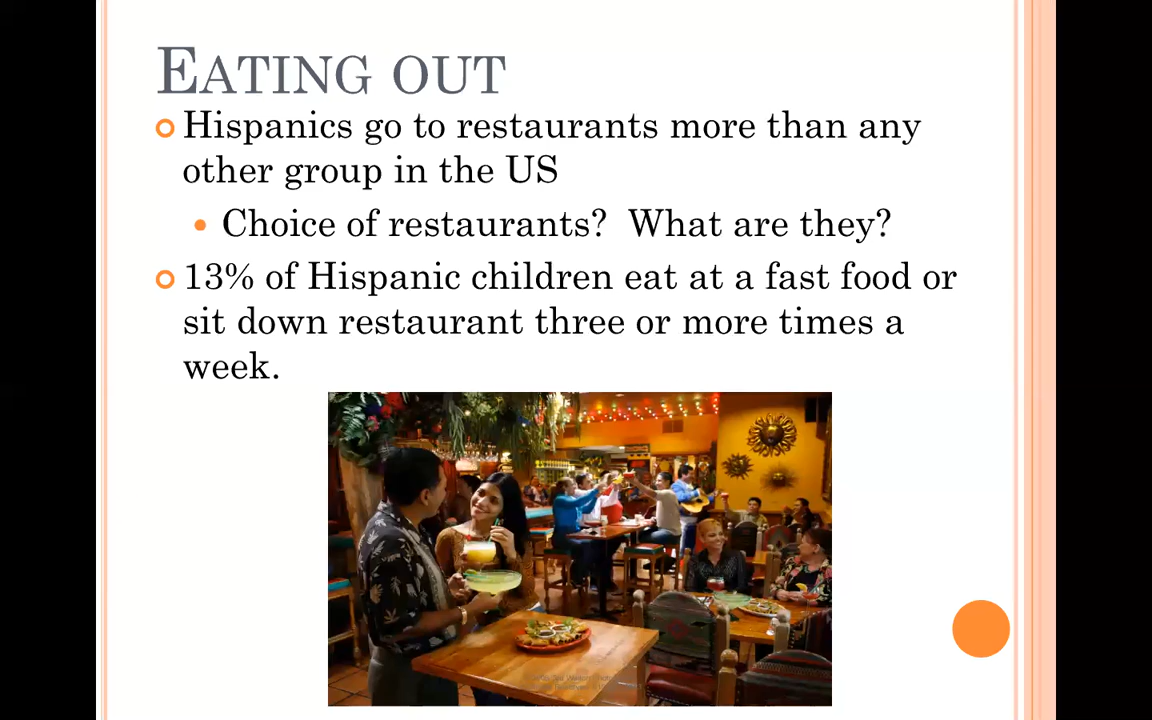 EATING OUT
Hispanics go to restaurants more than any
other group in the US
Choice of restaurants? What are they?
13% of Hispanic children eat at a fast food or
sit down restaurant three or more times a
week.